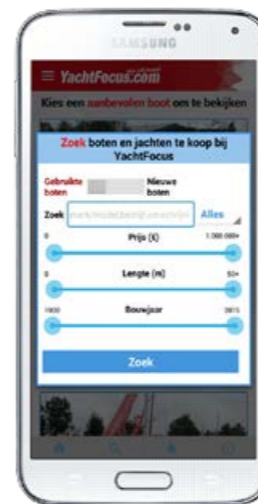 SAMSUNG
YachtFocus.com
Kies een aanbevolen boot om te bekijken
Zoek boten en jachten te koop bij
YachtFocus
Gebruikte boten
Nieuwe boten
Zoek
Alles
0 Prijs (€) 1.000.000+
0 Lengte (m) 50+
1900 Bouwjaar 2015
Zoek